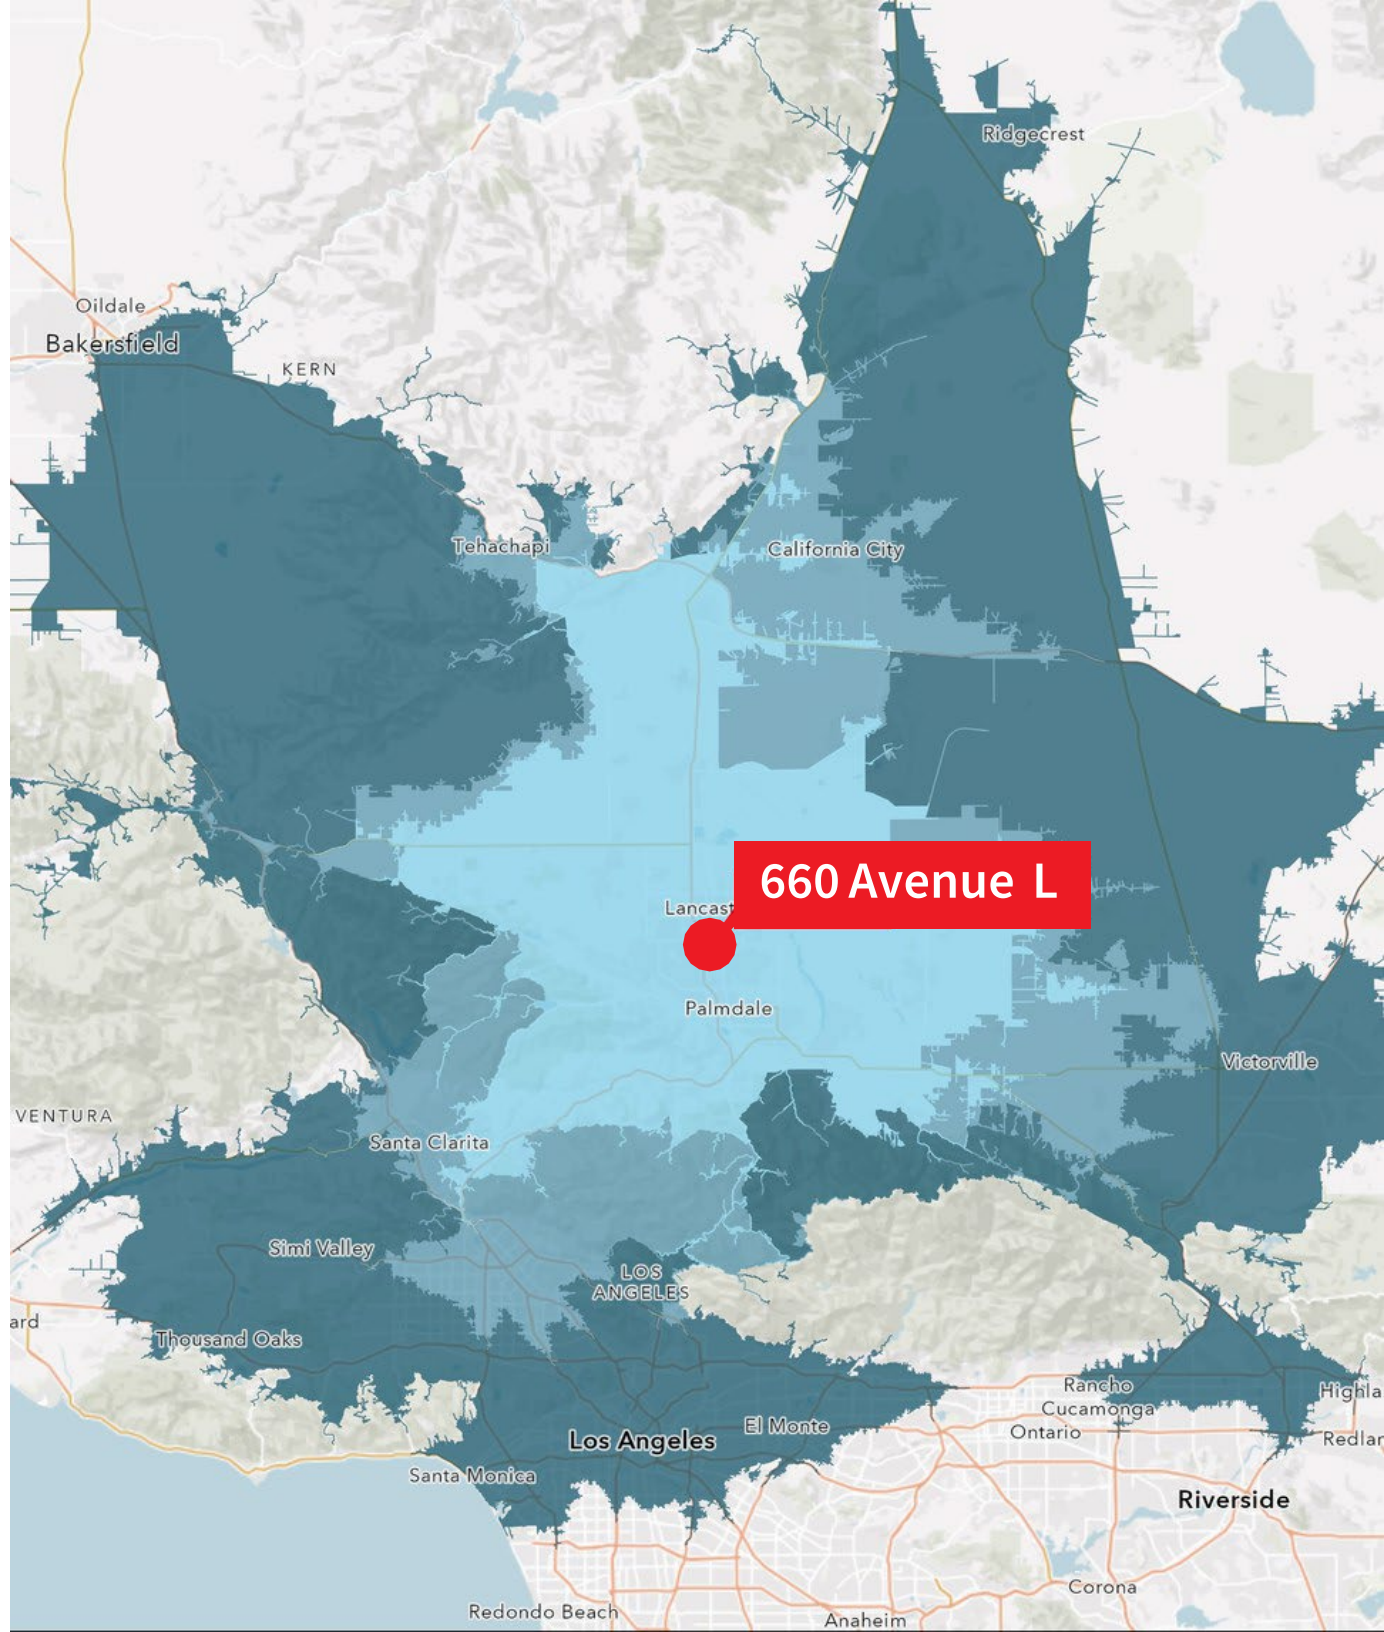 Ridgecrest
Oildale
Bakersfield
KERN
Tehachapi
California City
660 Avenue L
Lancast
Palmdale
Victorville
VENTURA
Santa Clarita
Simi Valley
LOS
ANGELES
ard
Thousand Oaks
Rancho
Cucamonga
Highla
El Monte
Ontario
Los Angeles
Redlar
Santa Monica
Riverside
Corona
Redondo Beach
Anaheim